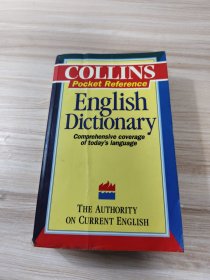 COLLINS
Pocket Reference
English
Dictionary
Comprehensive coverage
of today's language
THE AUTHORITY
ON CURRENT ENGLISH